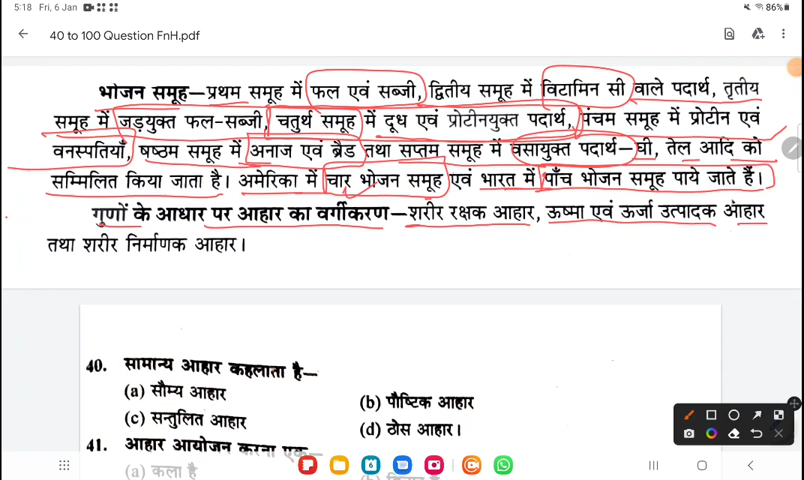 5:18 Fri, 6 Jan 86%
40 to 100 Question FnH.pdf
भोजन समूह—प्रथम समूह में फल एवं सब्जी, द्वितीय समूह में विटामिन सी वाले पदार्थ, तृतीय
समूह में जड़युक्त फल-सब्जी, चतुर्थ समूह में दूध एवं प्रोटीनयुक्त पदार्थ, पंचम समूह में प्रोटीन एवं
वनस्पतियाँ, षष्ठम समूह में अनाज एवं ब्रैड तथा सप्तम समूह में वसायुक्त पदार्थ—घी, तेल आदि को
सम्मिलित किया जाता है। अमेरिका में चार भोजन समूह एवं भारत में पाँच भोजन समूह पाये जाते हैं।
गुणों के आधार पर आहार का वर्गीकरण—शरीर रक्षक आहार, ऊष्मा एवं ऊर्जा उत्पादक आहार
तथा शरीर निर्माणक आहार।
40. सामान्य आहार कहलाता है—
(a) सौम्य आहार (b) पौष्टिक आहार
(c) सन्तुलित आहार (d) ठोस आहार।
41. आहार आयोजन करना एक
(a) कला है